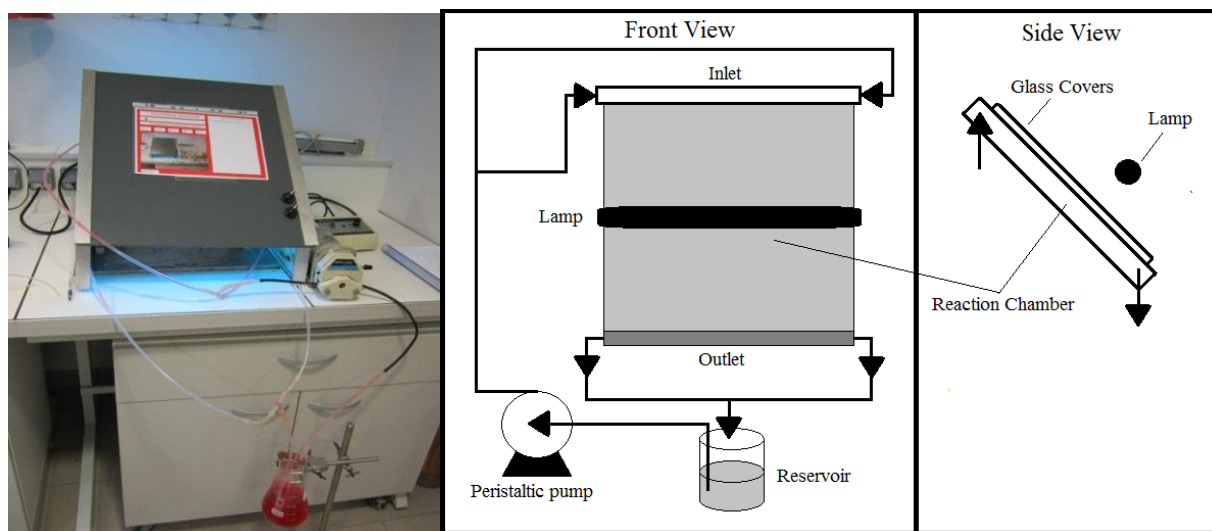 Front View
Inlet
Lamp
Outlet
Peristaltic pump
Reservoir
Side View
Glass Covers
Lamp
Reaction Chamber